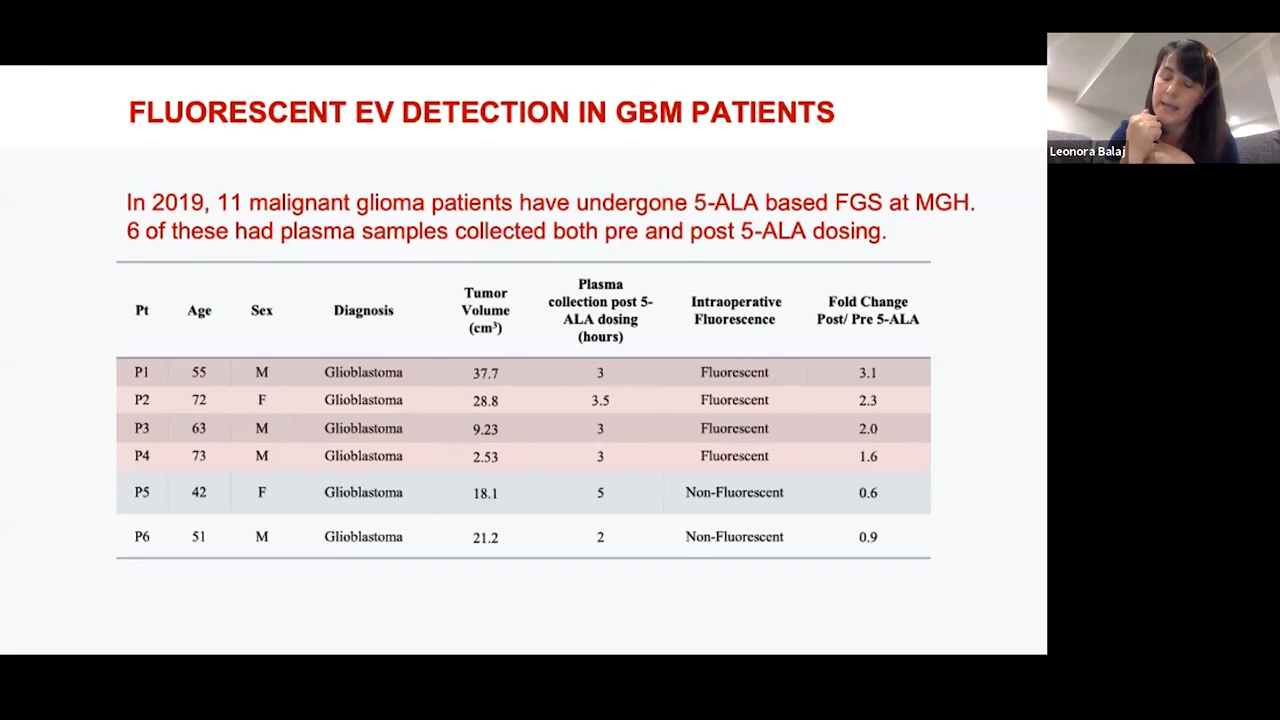 FLUORESCENT EV DETECTION IN GBM PATIENTS
Leonora Balaj
In 2019, 11 malignant glioma patients have undergone 5-ALA based FGS at MGH.
6 of these had plasma samples collected both pre and post 5-ALA dosing.
Pt Age Sex Diagnosis Tumor Volume (cm³) Plasma collection post 5-ALA dosing (hours) Intraoperative Fluorescence Fold Change Post/ Pre 5-ALA
P1 55 M Glioblastoma 37.7 3 Fluorescent 3.1
P2 72 F Glioblastoma 28.8 3.5 Fluorescent 2.3
P3 63 M Glioblastoma 9.23 3 Fluorescent 2.0
P4 73 M Glioblastoma 2.53 3 Fluorescent 1.6
P5 42 F Glioblastoma 18.1 5 Non-Fluorescent 0.6
P6 51 M Glioblastoma 21.2 2 Non-Fluorescent 0.9